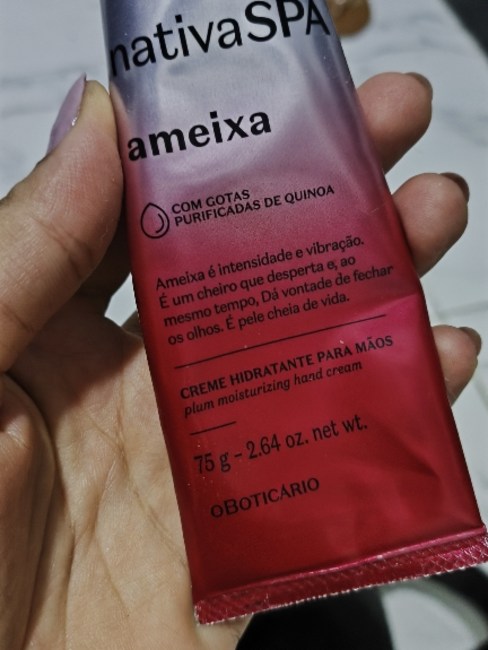 nativaSPA
ameixa
COM GOTAS
PURIFICADAS DE QUINOA
Ameixa é intensidade e vibração.
É um cheiro que desperta e, ao
mesmo tempo, Dá vontade de fechar
os olhos. É pele cheia de vida.
CREME HIDRATANTE PARA MÃOS
plum moisturizing hand cream
75 g – 2.64 oz. net wt.
oBOTICÁRIO